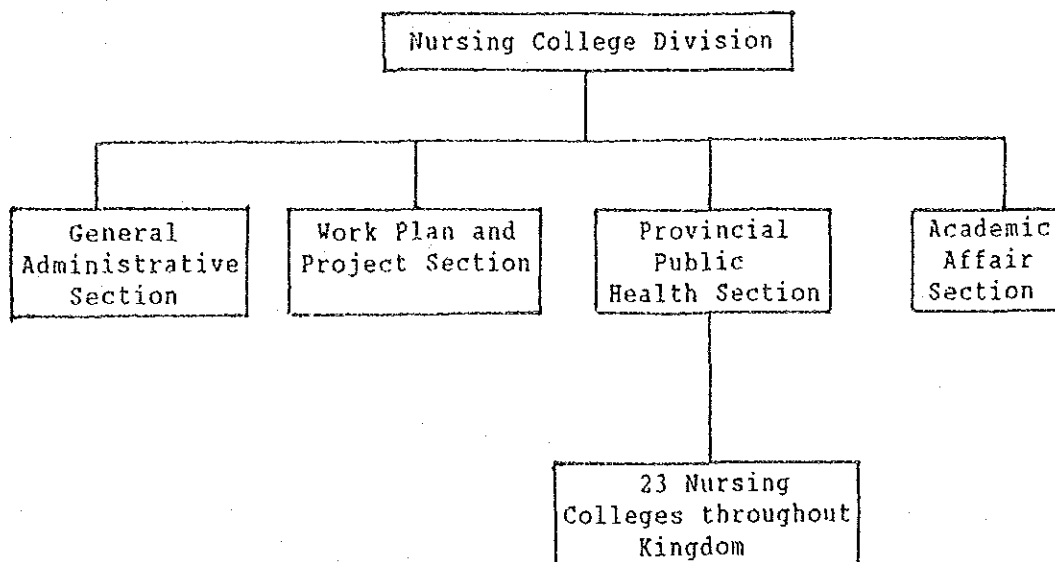 Nursing College Division
General
Administrative
Section
Work Plan and
Project Section
Provincial
Public
Health Section
Academic
Affair
Section
23 Nursing
Colleges throughout
Kingdom